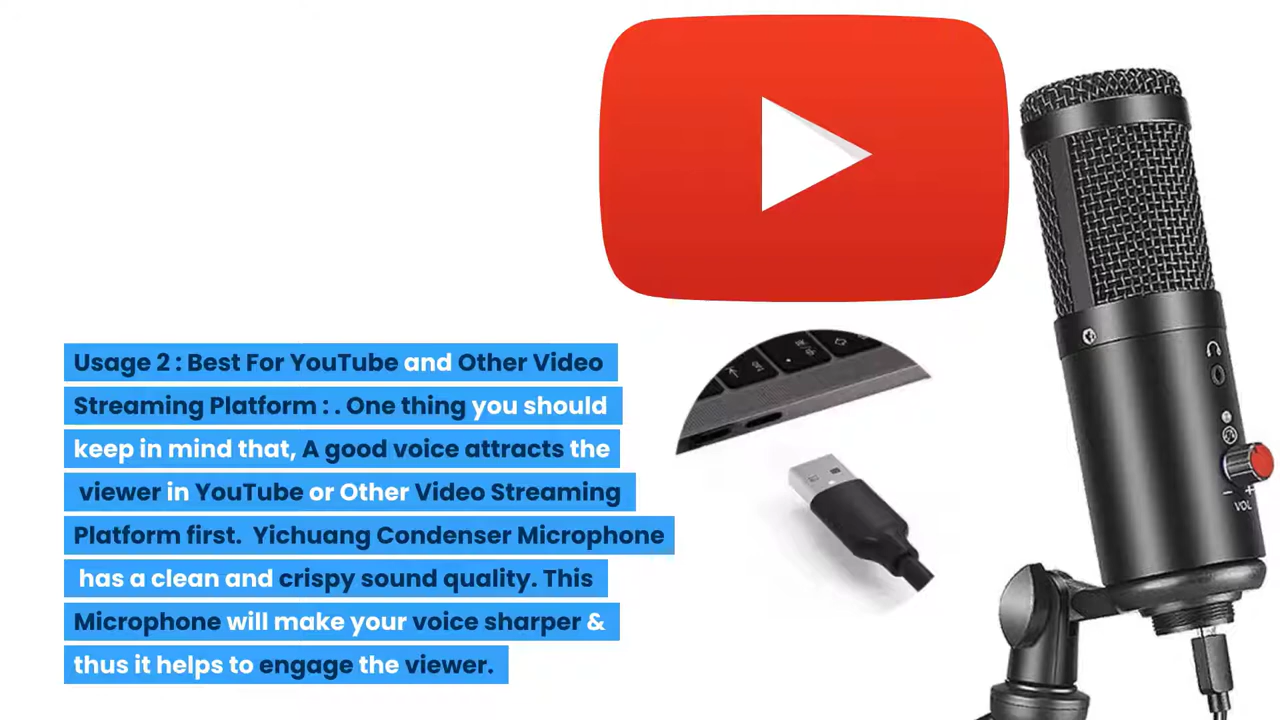 Usage 2 : Best For YouTube and Other Video
Streaming Platform : . One thing you should
keep in mind that, A good voice attracts the
viewer in YouTube or Other Video Streaming
Platform first. Yichuang Condenser Microphone
has a clean and crispy sound quality. This
Microphone will make your voice sharper &
thus it helps to engage the viewer.
- +
VOL